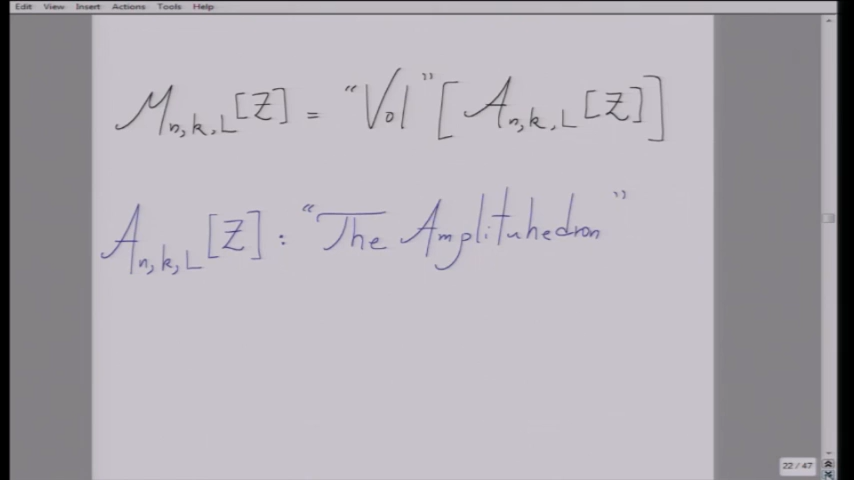 Edit View Insert Actions Tools Help
M_{n,k,L}[Z] = "Vol" [A_{n,k,L}[Z]]
A_{n,k,L}[Z] : "The Amplituhedron"
22 / 47